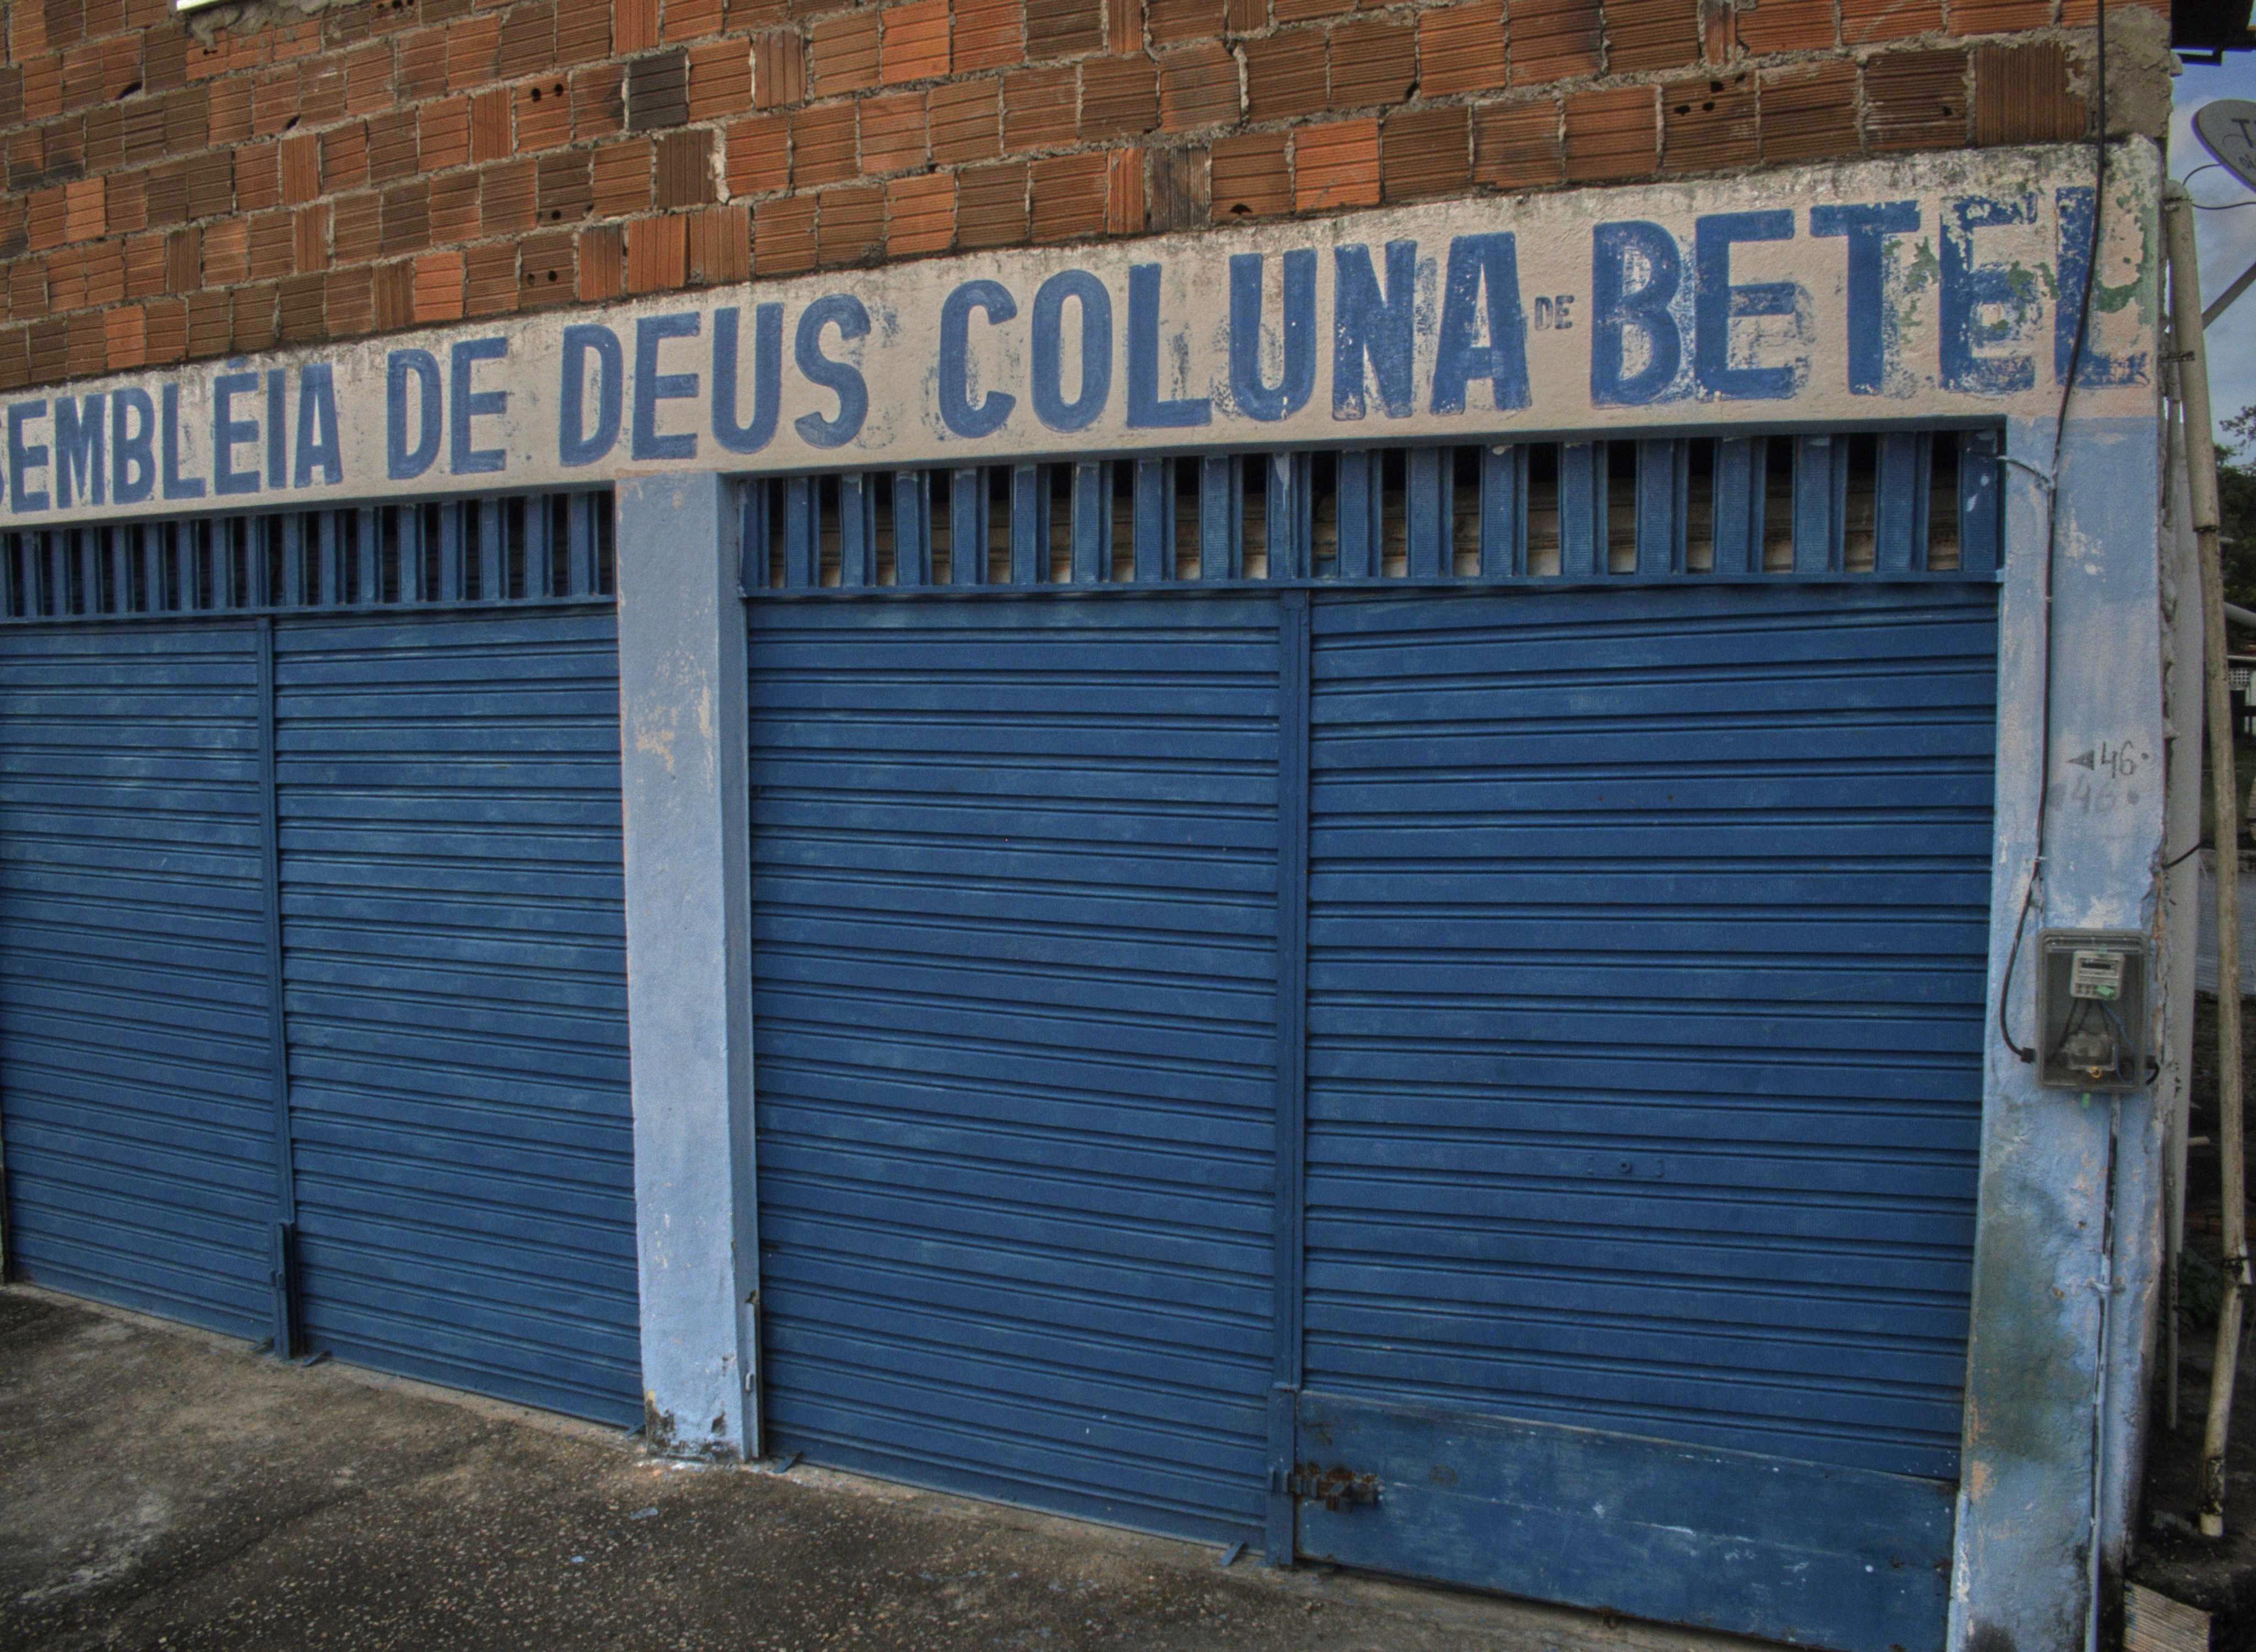 SEMBLÉIA DE DEUS COLUNA DE BETEL
46
46